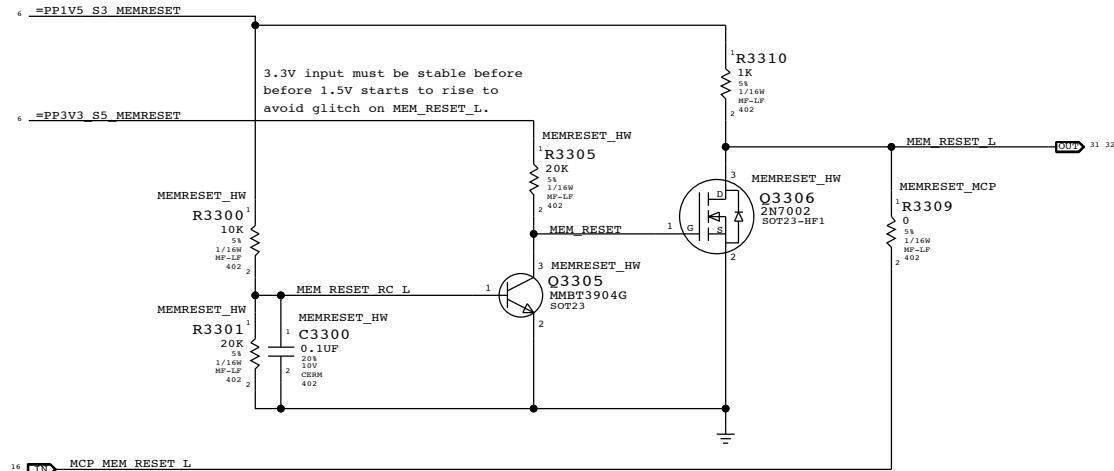 6 =PP1V5_S3_MEMRESET
1 R3310
1K
5%
1/16W
MF-LF
2 402
3.3V input must be stable before
before 1.5V starts to rise to
avoid glitch on MEM_RESET_L.
6 =PP3V3_S5_MEMRESET
MEMRESET_HW
1 R3305
20K
5%
1/16W
MF-LF
2 402
MEM_RESET_L OUT 31 32
MEMRESET_HW
R3300 1
10K
5%
1/16W
MF-LF
402 2
MEM_RESET 1
3 MEMRESET_HW
D Q3306
G S 2N7002
SOT23-HF1
2
MEMRESET_MCP
1 R3309
0
5%
1/16W
MF-LF
2 402
MEM_RESET_RC_L 1
3 MEMRESET_HW
Q3305
MMBT3904G
SOT23
2
MEMRESET_HW
R3301 1
20K
5%
1/16W
MF-LF
402 2
MEMRESET_HW
1 C3300
0.1UF
20%
10V
2 CERM
402
16 IN MCP_MEM_RESET_L